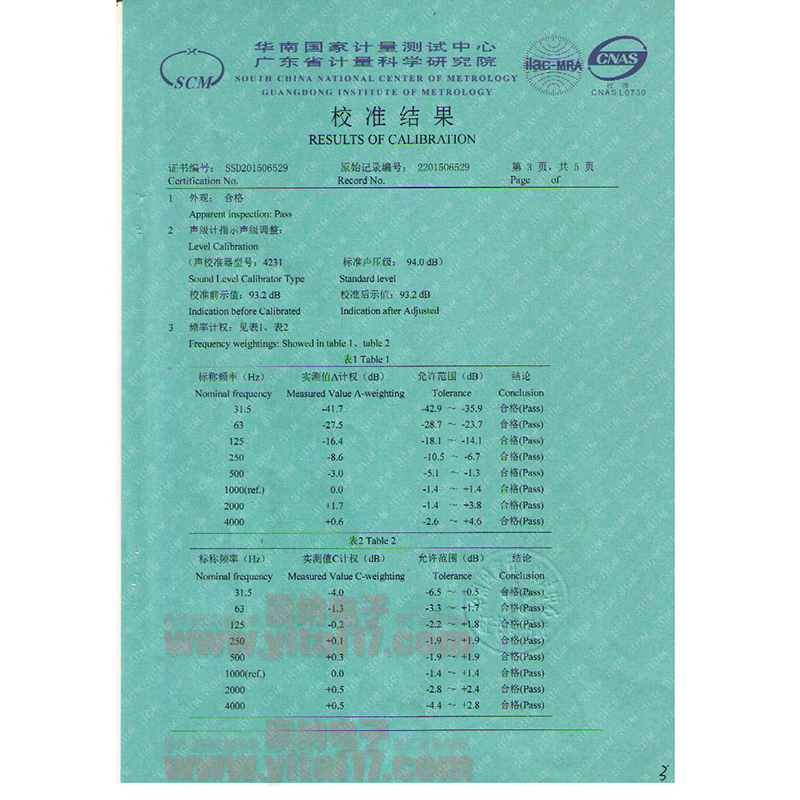 SCM
华南国家计量测试中心
广东省计量科学研究院
SOUTH CHINA NATIONAL CENTER OF METROLOGY
GUANGDONG INSTITUTE OF METROLOGY
ilac-MRA
CNAS
校准
CNAS L0730
校准结果
RESULTS OF CALIBRATION
证书编号: SSD201506529 原始记录编号: 2201506529 第 3 页,共 5 页
Certification No. Record No. Page of
1 外观: 合格
Apparent inspection: Pass
2 声级计指示声级调整:
Level Calibration
(声校准器型号: 4231 标准声压级: 94.0 dB)
Sound Level Calibrator Type Standard level
校准前示值: 93.2 dB 校准后示值: 93.2 dB
Indication before Calibrated Indication after Adjusted
3 频率计权: 见表1、表2
Frequency weightings: Showed in table 1、table 2
表1 Table 1
标称频率(Hz) 实测值A计权(dB) 允许范围(dB) 结论
Nominal frequency Measured Value A-weighting Tolerance Conclusion
31.5 -41.7 -42.9 ~ -35.9 合格(Pass)
63 -27.5 -28.7 ~ -23.7 合格(Pass)
125 -16.4 -18.1 ~ -14.1 合格(Pass)
250 -8.6 -10.5 ~ -6.7 合格(Pass)
500 -3.0 -5.1 ~ -1.3 合格(Pass)
1000(ref.) 0.0 -1.4 ~ +1.4 合格(Pass)
2000 +1.7 -1.4 ~ +3.8 合格(Pass)
4000 +0.6 -2.6 ~ +4.6 合格(Pass)
表2 Table 2
标称频率(Hz) 实测值C计权(dB) 允许范围(dB) 结论
Nominal frequency Measured Value C-weighting Tolerance Conclusion
31.5 -4.0 -6.5 ~ +0.5 合格(Pass)
63 -1.3 -3.3 ~ +1.7 合格(Pass)
125 -0.2 -2.2 ~ +1.8 合格(Pass)
250 +0.1 -1.9 ~ +1.9 合格(Pass)
500 +0.3 -1.9 ~ +1.9 合格(Pass)
1000(ref.) 0.0 -1.4 ~ +1.4 合格(Pass)
2000 +0.5 -2.8 ~ +2.4 合格(Pass)
4000 +0.5 -4.4 ~ +2.8 合格(Pass)
www.yitai17.com
www.yitai17.com
3